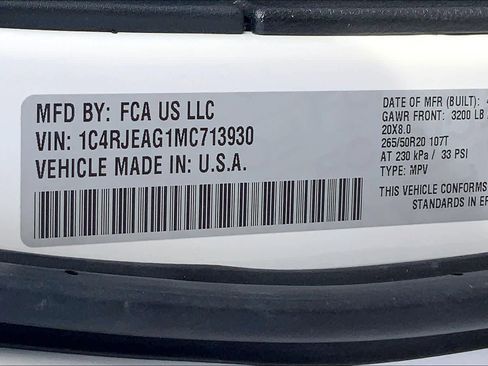 MFD BY: FCA US LLC
VIN: 1C4RJEAG1MC713930
VEHICLE MADE IN: U.S.A.
DATE OF MFR (BUILT): 4
GAWR FRONT: 3200 LB
20X8.0
265/50R20 107T
AT 230 kPa / 33 PSI
TYPE: MPV
THIS VEHICLE CONFORMS
STANDARDS IN EF